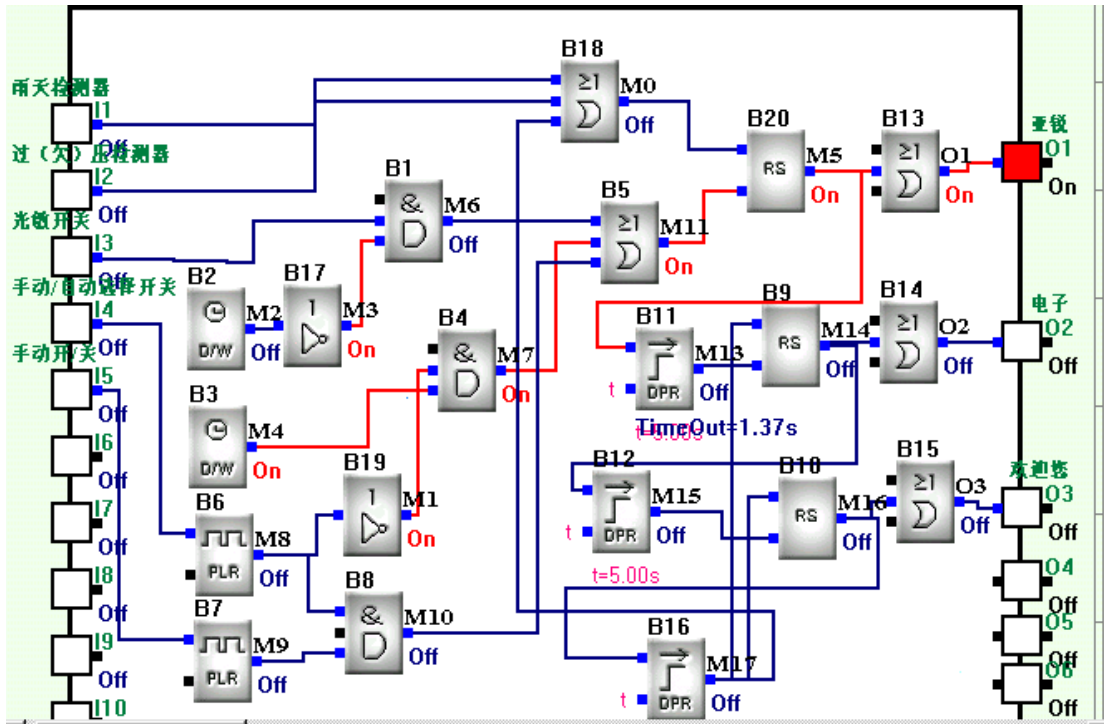 雨天检测器
I1
Off
过（欠）压检测器
I2
Off
光敏开关
I3
Off
手动/自动选择开关
I4
Off
手动开/关
I5
Off
I6
Off
I7
Off
I8
Off
I9
Off
I10
B18
≥1
M0
Off
B20
RS
M5
On
B13
≥1
O1
On
亚锐
O1
On
B1
&
M6
Off
B5
≥1
M11
On
B2
D/W
M2
Off
B17
1
M3
On
B4
&
M7
On
B11
DPR
t
M13
Off
t=5.00s
TimeOut=1.37s
B9
RS
M14
Off
B14
≥1
O2
Off
电子
O2
Off
B3
D/W
M4
On
B19
1
M1
On
B12
DPR
t
M15
Off
t=5.00s
B10
RS
M16
Off
B15
≥1
O3
Off
欢迎您
O3
Off
B6
PLR
M8
Off
B7
PLR
M9
Off
B8
&
M10
Off
B16
DPR
t
M17
Off
O4
Off
O5
Off
O6
Off